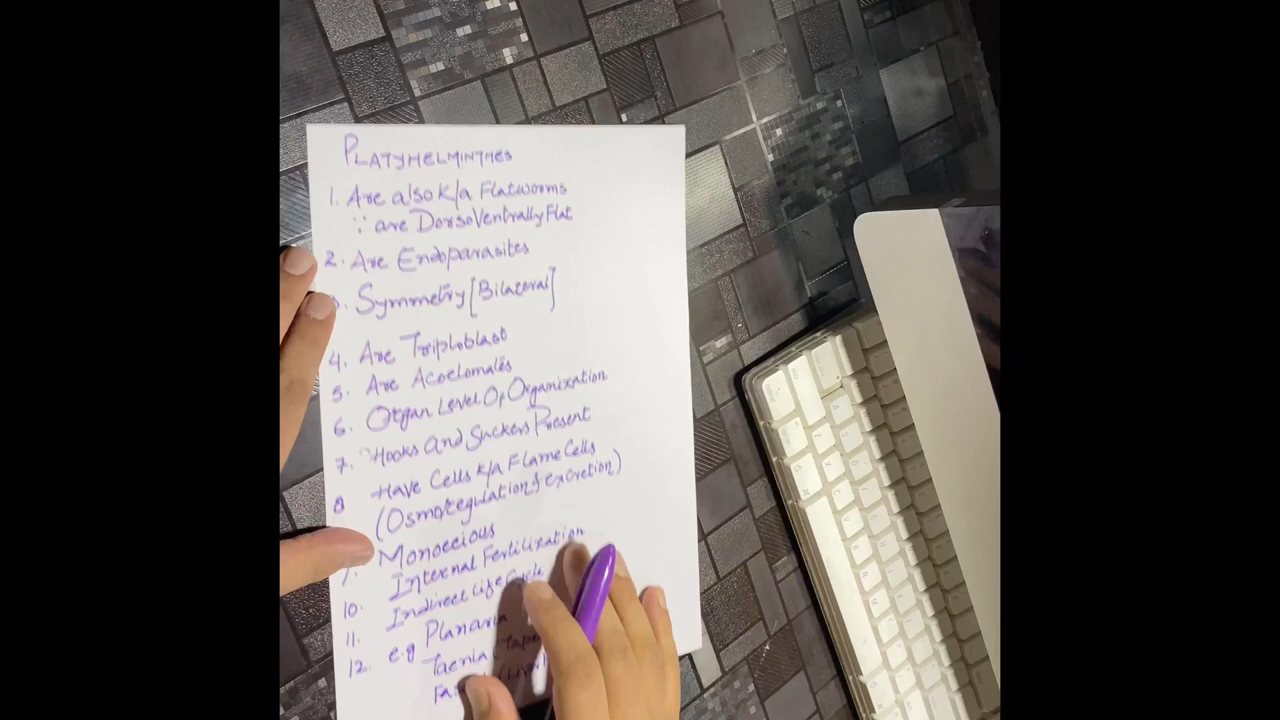 PLATYHELMINTHES
1. Are also k/a Flatworms
∵ are DorsoVentrally Flat
2. Are Endoparasites
Symmetry [Bilateral]
4. Are Triploblast
5. Are Acoelomates
6. Organ Level Of Organization
7. Hooks And Suckers Present
8 Have Cells k/a Flame Cells
(Osmoregulation & Excretion)
9. Monoecious
10. Internal Fertilization
11. Indirect Life Cycle
12. e.g Planaria
Taenia